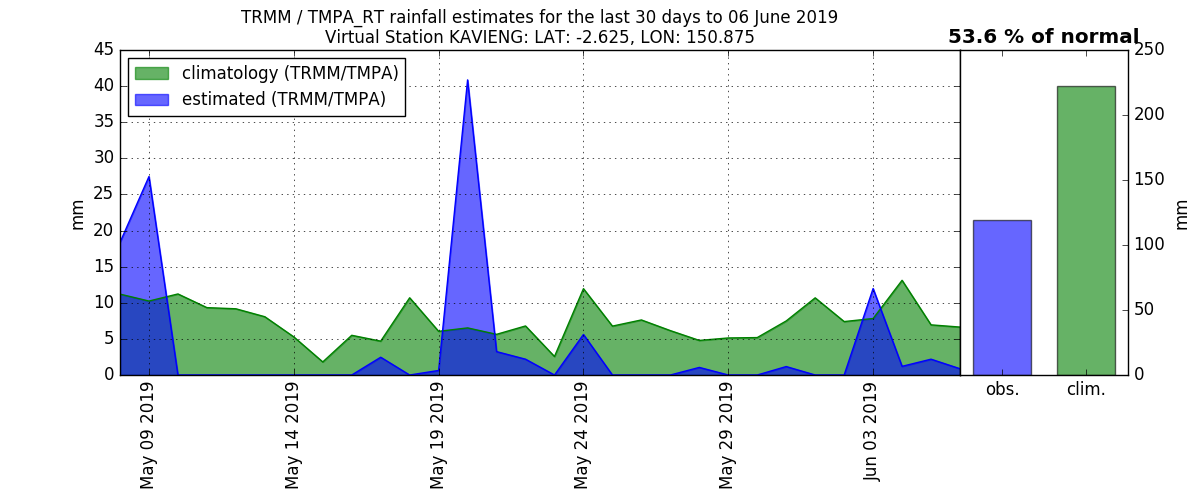 TRMM / TMPA_RT rainfall estimates for the last 30 days to 06 June 2019
Virtual Station KAVIENG: LAT: -2.625, LON: 150.875
53.6 % of normal
climatology (TRMM/TMPA)
estimated (TRMM/TMPA)
mm
45
40
35
30
25
20
15
10
5
0
May 09 2019
May 14 2019
May 19 2019
May 24 2019
May 29 2019
Jun 03 2019
obs.
clim.
250
200
150
100
50
0
mm